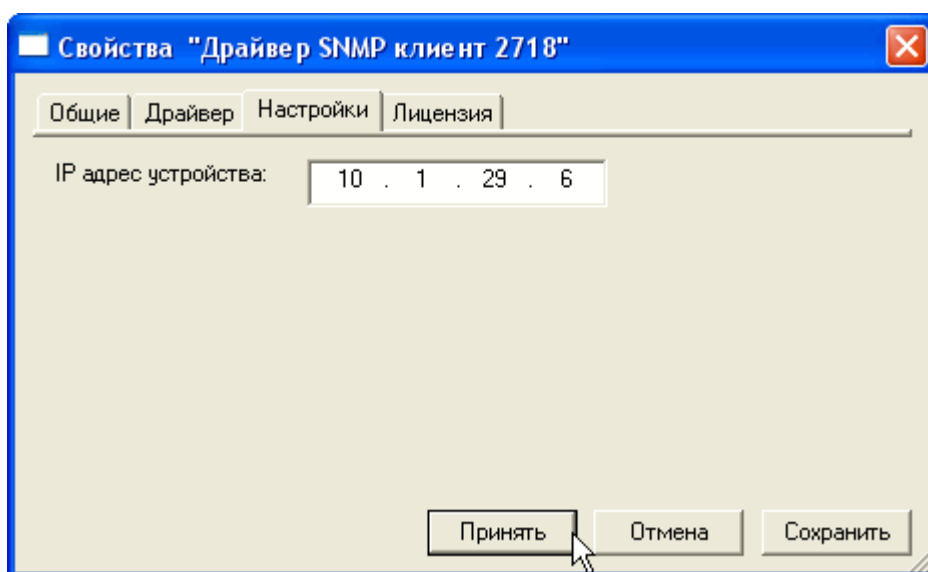 Свойства "Драйвер SNMP клиент 2718"
Общие Драйвер Настройки Лицензия
IP адрес устройства: 10 . 1 . 29 . 6
Принять Отмена Сохранить